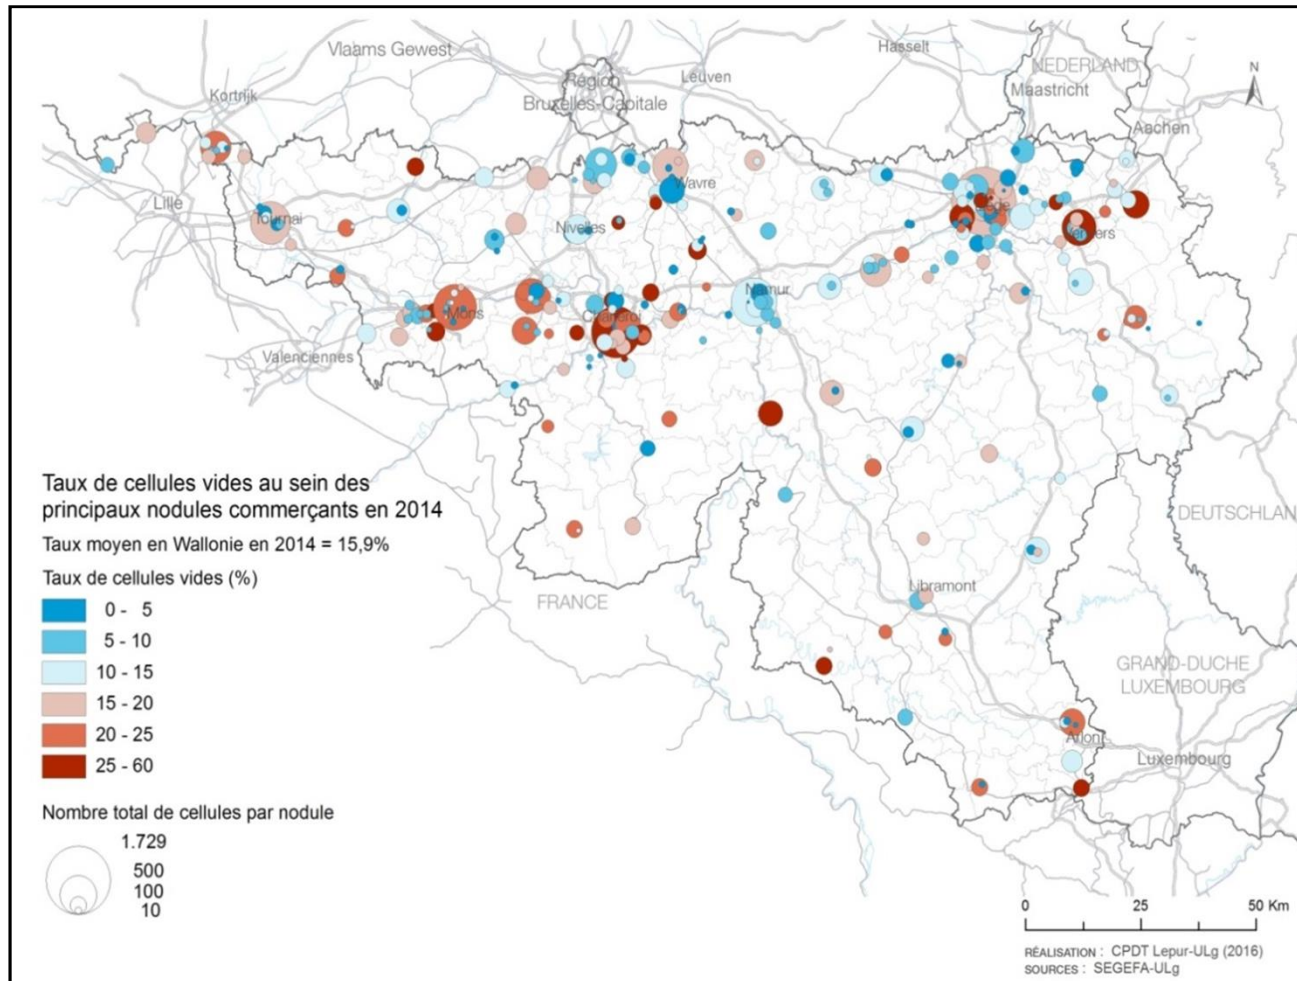 Vlaams Gewest
Hasselt
NEDERLAND
Région
Bruxelles-Capitale
Leuven
Maastricht
N
Kortrijk
Aachen
Lille
Wavre
Tournai
Nivelles
Liège
Verviers
Namur
Mons
Charleroi
Valenciennes
Taux de cellules vides au sein des
principaux nodules commerçants en 2014
Taux moyen en Wallonie en 2014 = 15,9%
Taux de cellules vides (%)
0 - 5
5 - 10
10 - 15
15 - 20
20 - 25
25 - 60
Nombre total de cellules par nodule
1.729
500
100
10
DEUTSCHLAN
FRANCE
Libramont
GRAND-DUCHE
LUXEMBOURG
Arlon
Luxembourg
0 25 50 Km
RÉALISATION : CPDT Lepur-ULg (2016)
SOURCES : SEGEFA-ULg